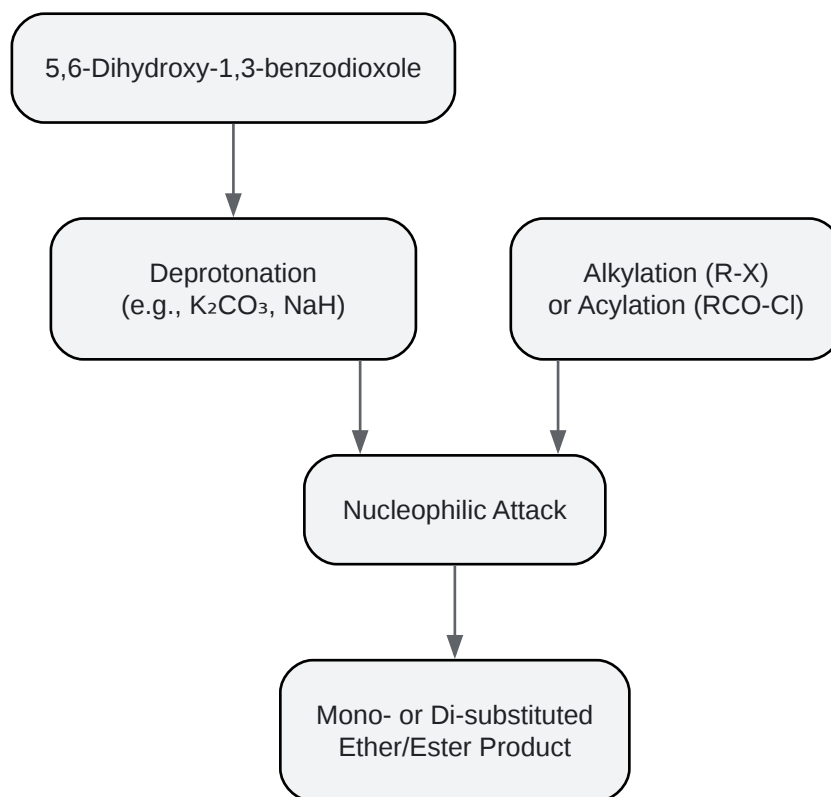 5,6-Dihydroxy-1,3-benzodioxole
Deprotonation
(e.g., K₂CO₃, NaH)
Alkylation (R-X)
or Acylation (RCO-Cl)
Nucleophilic Attack
Mono- or Di-substituted
Ether/Ester Product